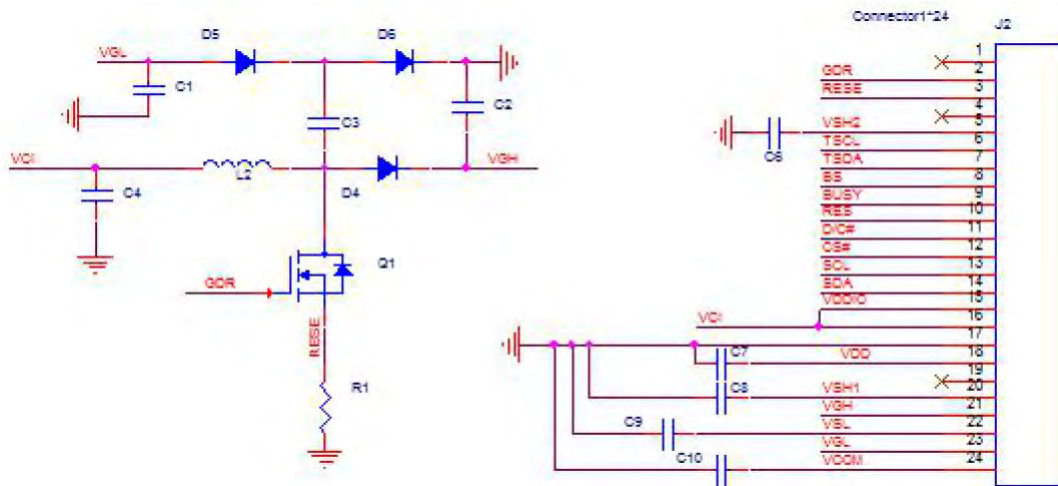 Connector1*24
J2
D5
D6
VGL
C1
C2
C3
VCI
L2
D4
VGH
C4
GDR
Q1
RESE
R1
1
2
GDR
3
RESE
4
5
VSH2
C6
6
TSCL
7
TSDA
8
BS
9
BUSY
10
RES
11
D/C#
12
CS#
13
SCL
14
SDA
15
VDDIO
16
VCI
17
18
C7
VDD
19
20
C8
VSH1
21
VGH
22
C9
VSL
23
VGL
24
C10
VCOM